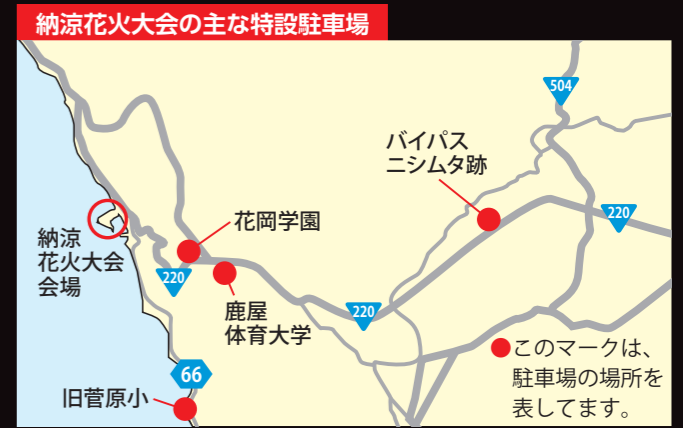 納涼花火大会の主な特設駐車場
504
バイパス
ニシムタ跡
220
花岡学園
納涼
花火大会
会場
220
鹿屋
体育大学
220
66
旧菅原小
●このマークは、
駐車場の場所を
表してます。